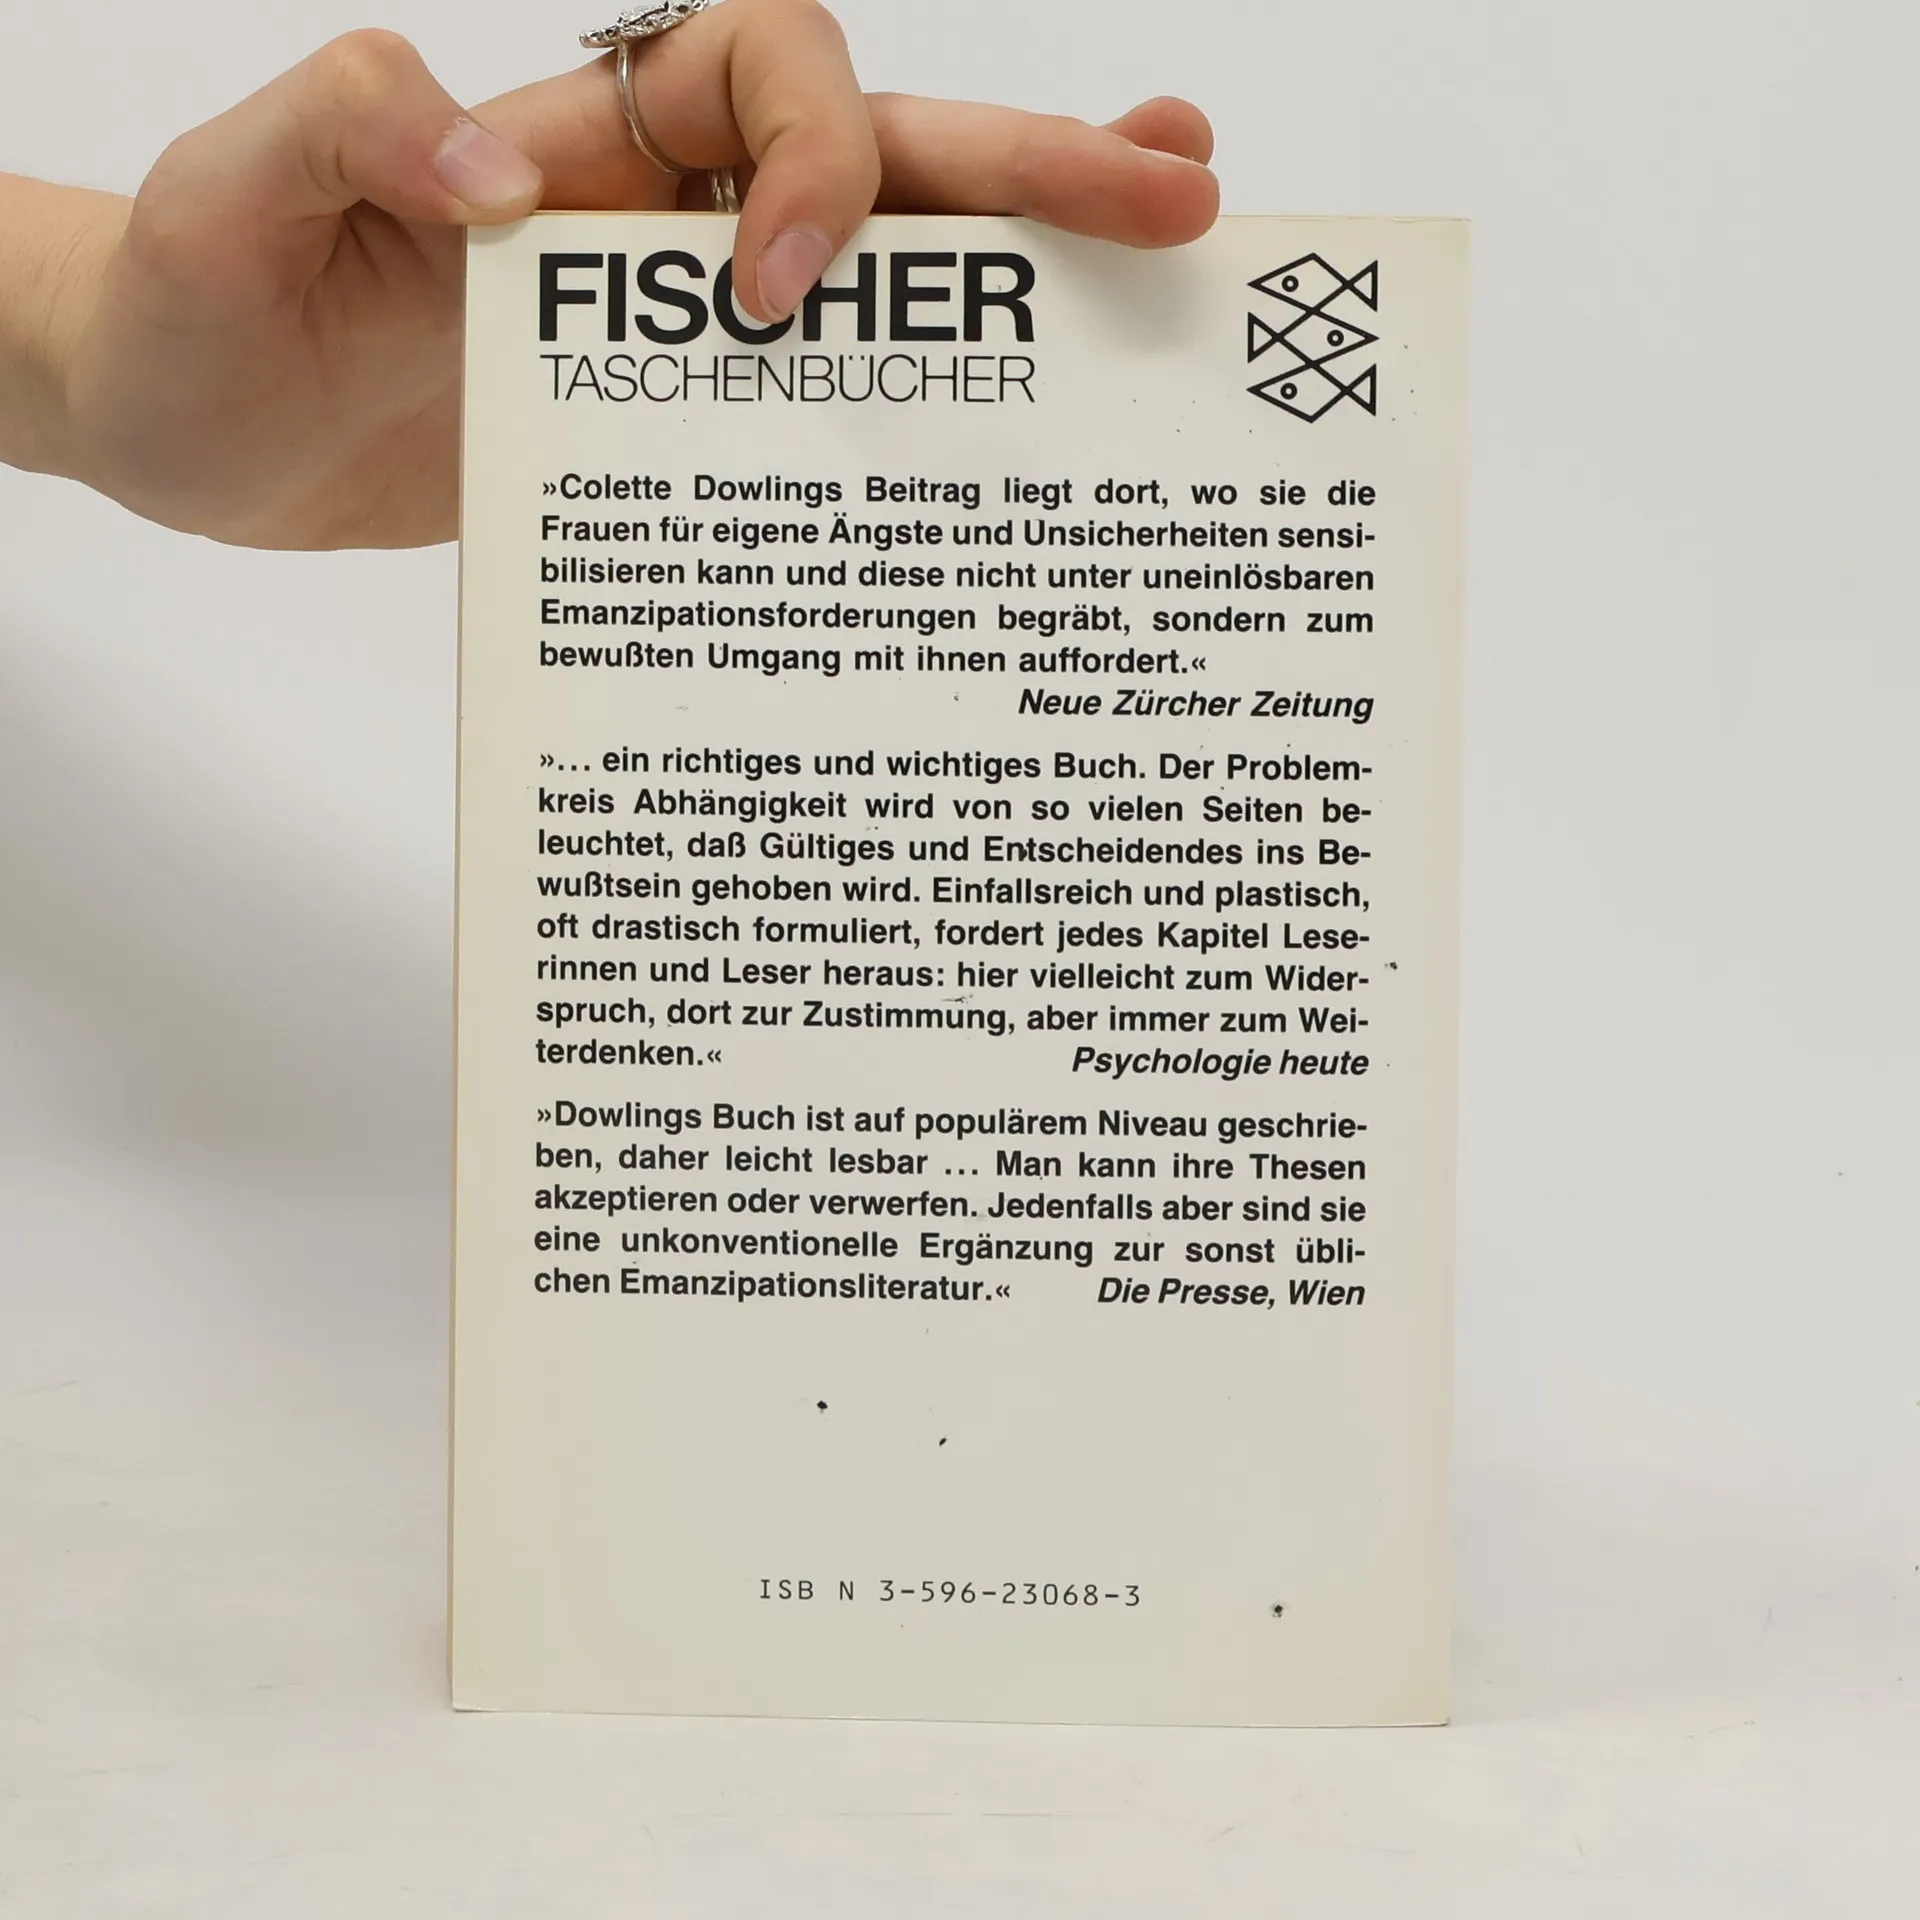 FISCHER
TASCHENBÜCHER
»Colette Dowlings Beitrag liegt dort, wo sie die
Frauen für eigene Ängste und Unsicherheiten sensi-
bilisieren kann und diese nicht unter uneinlösbaren
Emanzipationsforderungen begräbt, sondern zum
bewußten Umgang mit ihnen auffordert.«
Neue Zürcher Zeitung
»... ein richtiges und wichtiges Buch. Der Problem-
kreis Abhängigkeit wird von so vielen Seiten be-
leuchtet, daß Gültiges und Entscheidendes ins Be-
wußtsein gehoben wird. Einfallsreich und plastisch,
oft drastisch formuliert, fordert jedes Kapitel Lese-
rinnen und Leser heraus: hier vielleicht zum Wider-
spruch, dort zur Zustimmung, aber immer zum Wei-
terdenken.« Psychologie heute
»Dowlings Buch ist auf populärem Niveau geschrie-
ben, daher leicht lesbar ... Man kann ihre Thesen
akzeptieren oder verwerfen. Jedenfalls aber sind sie
eine unkonventionelle Ergänzung zur sonst übli-
chen Emanzipationsliteratur.« Die Presse, Wien
ISB N 3-596-23068-3